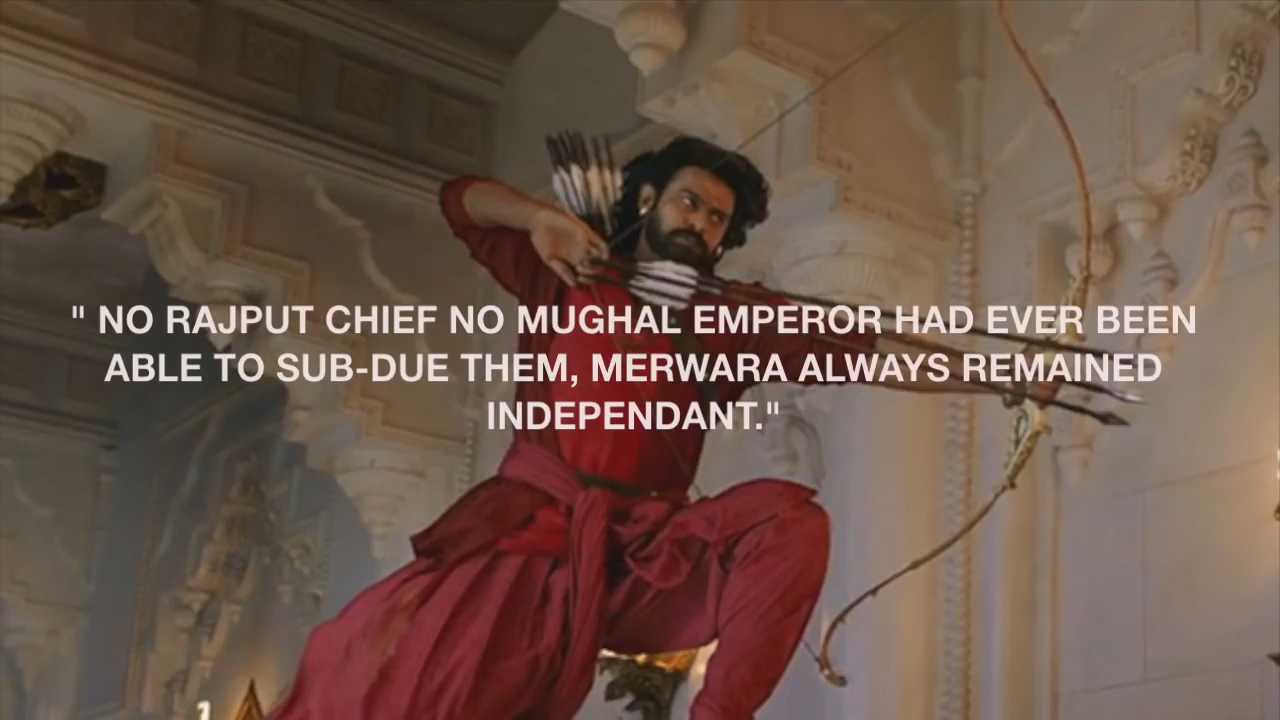 " NO RAJPUT CHIEF NO MUGHAL EMPEROR HAD EVER BEEN
ABLE TO SUB-DUE THEM, MERWARA ALWAYS REMAINED
INDEPENDANT."